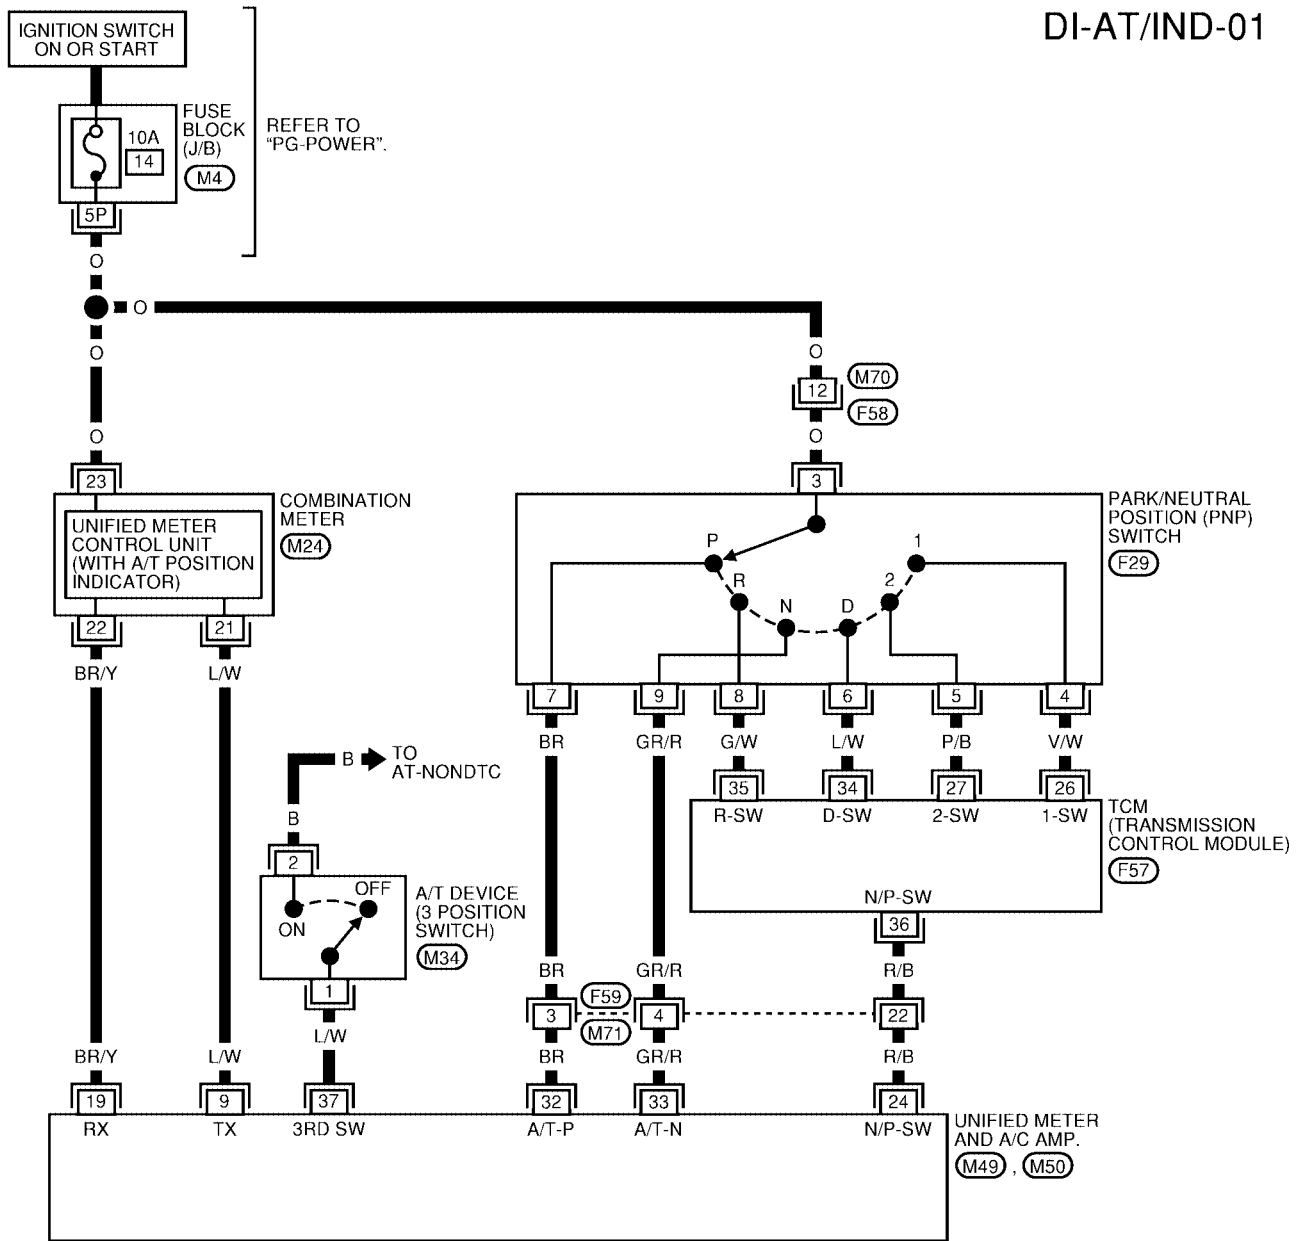 DI-AT/IND-01
IGNITION SWITCH
ON OR START
FUSE
BLOCK
(J/B)
M4
10A
14
5P
REFER TO
“PG-POWER”.
O
O
O
O
12
M70
F58
O
O
23
3
COMBINATION
METER
M24
UNIFIED METER
CONTROL UNIT
(WITH A/T POSITION
INDICATOR)
PARK/NEUTRAL
POSITION (PNP)
SWITCH
F29
P
R
N
D
2
1
22
21
BR/Y
L/W
7
9
8
6
5
4
BR
GR/R
G/W
L/W
P/B
V/W
B
TO
AT-NONDTC
B
35
34
27
26
R-SW
D-SW
2-SW
1-SW
TCM
(TRANSMISSION
CONTROL MODULE)
F57
N/P-SW
36
2
OFF
ON
A/T DEVICE
(3 POSITION
SWITCH)
M34
1
L/W
BR
GR/R
R/B
3
F59
M71
4
22
BR/Y
L/W
BR
GR/R
R/B
19
9
37
32
33
24
RX
TX
3RD SW
A/T-P
A/T-N
N/P-SW
UNIFIED METER
AND A/C AMP.
M49 , M50